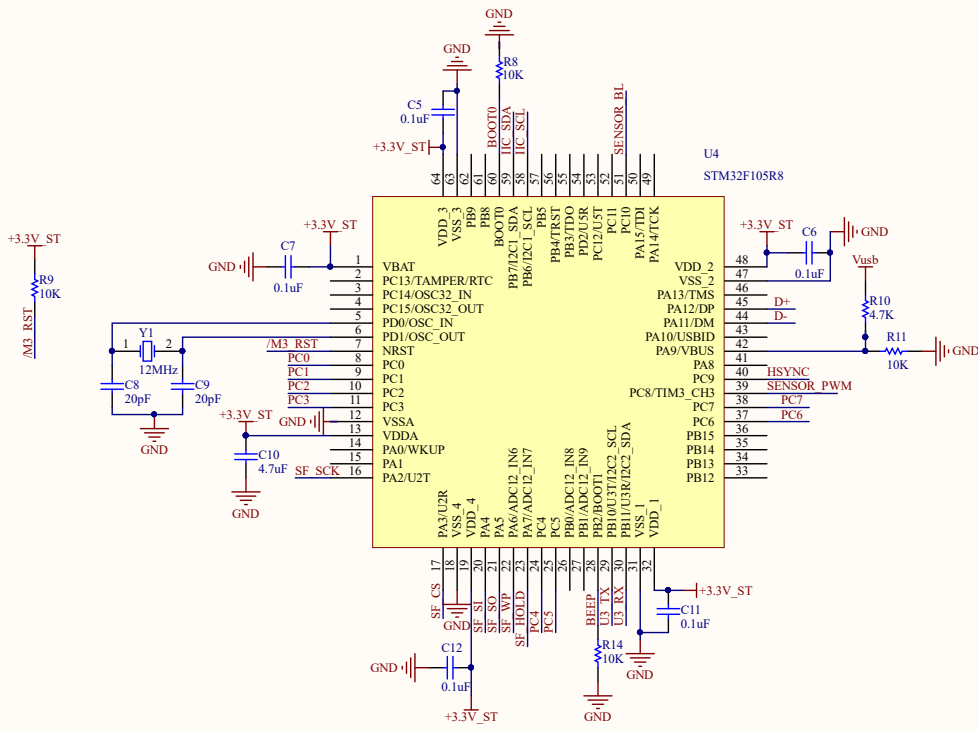 GND
GND
R8
10K
C5
0.1uF
BOOT0
IIC_SDA
IIC_SCL
SENSOR_BL
+3.3V_ST
U4
STM32F105R8
64
63
62
61
60
59
58
57
56
55
54
53
52
51
50
49
VDD_3
VSS_3
PB9
PB8
BOOT0
PB7/I2C1_SDA
PB6/I2C1_SCL
PB5
PB4/TRST
PB3/TDO
PD2/U5R
PC12/U5T
PC11
PC10
PA15/TDI
PA14/TCK
+3.3V_ST
R9
10K
/M3_RST
+3.3V_ST
C7
GND
0.1uF
Y1
1
2
12MHz
C8
20pF
C9
20pF
GND
/M3_RST
PC0
PC1
PC2
PC3
GND
+3.3V_ST
C10
4.7uF
GND
SF_SCK
1 VBAT
2 PC13/TAMPER/RTC
3 PC14/OSC32_IN
4 PC15/OSC32_OUT
5 PD0/OSC_IN
6 PD1/OSC_OUT
7 NRST
8 PC0
9 PC1
10 PC2
11 PC3
12 VSSA
13 VDDA
14 PA0/WKUP
15 PA1
16 PA2/U2T
VDD_2 48
VSS_2 47
PA13/TMS 46
PA12/DP 45
PA11/DM 44
PA10/USBID 43
PA9/VBUS 42
PA8 41
PC9 40
PC8/TIM3_CH3 39
PC7 38
PC6 37
PB15 36
PB14 35
PB13 34
PB12 33
+3.3V_ST
C6
GND
0.1uF
Vusb
D+
D-
R10
4.7K
R11
GND
10K
HSYNC
SENSOR_PWM
PC7
PC6
PA3/U2R
VSS_4
VDD_4
PA4
PA5
PA6/ADC12_IN6
PA7/ADC12_IN7
PC4
PC5
PB0/ADC12_IN8
PB1/ADC12_IN9
PB2/BOOT1
PB10/U3T/I2C2_SCL
PB11/U3R/I2C2_SDA
VSS_1
VDD_1
17
18
19
20
21
22
23
24
25
26
27
28
29
30
31
32
SF_CS
GND
SF_SI
SF_SO
SF_WP
SF_HOLD
PC4
PC5
BEEP
U3_TX
U3_RX
+3.3V_ST
C11
0.1uF
GND
R14
10K
GND
C12
GND
0.1uF
+3.3V_ST